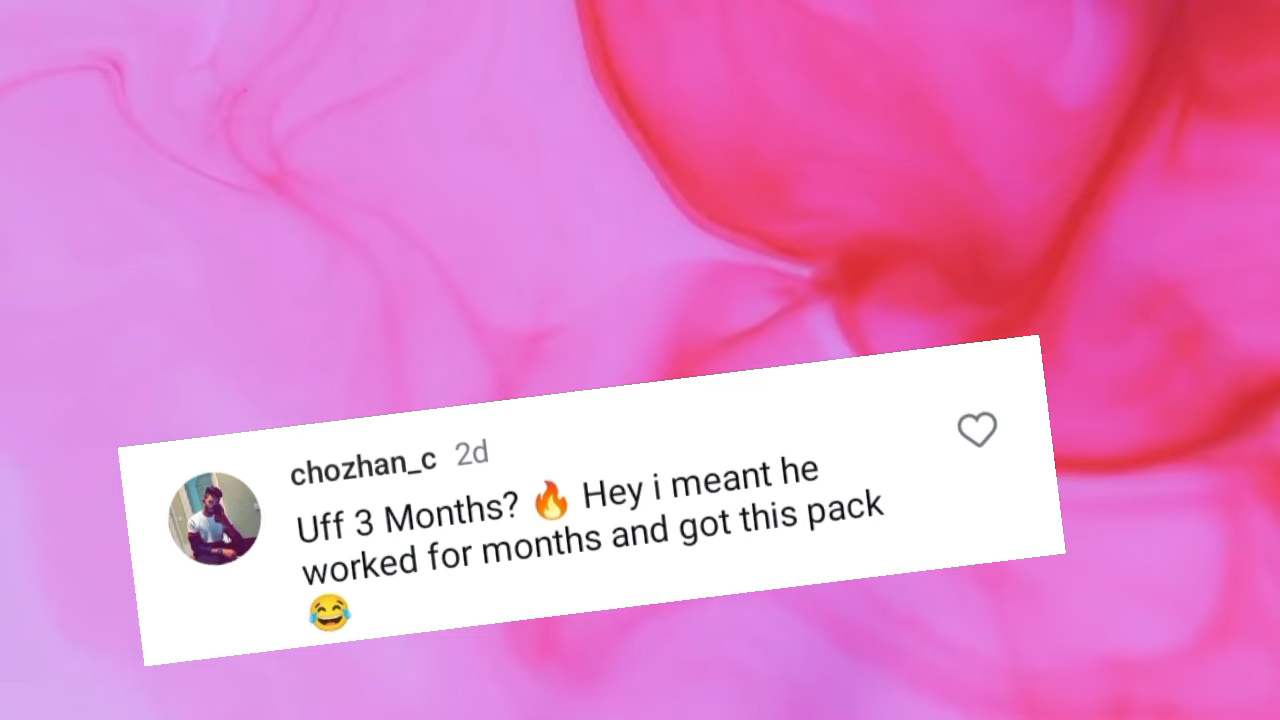 chozhan_c 2d
Uff 3 Months? 🔥 Hey i meant he
worked for months and got this pack
😂